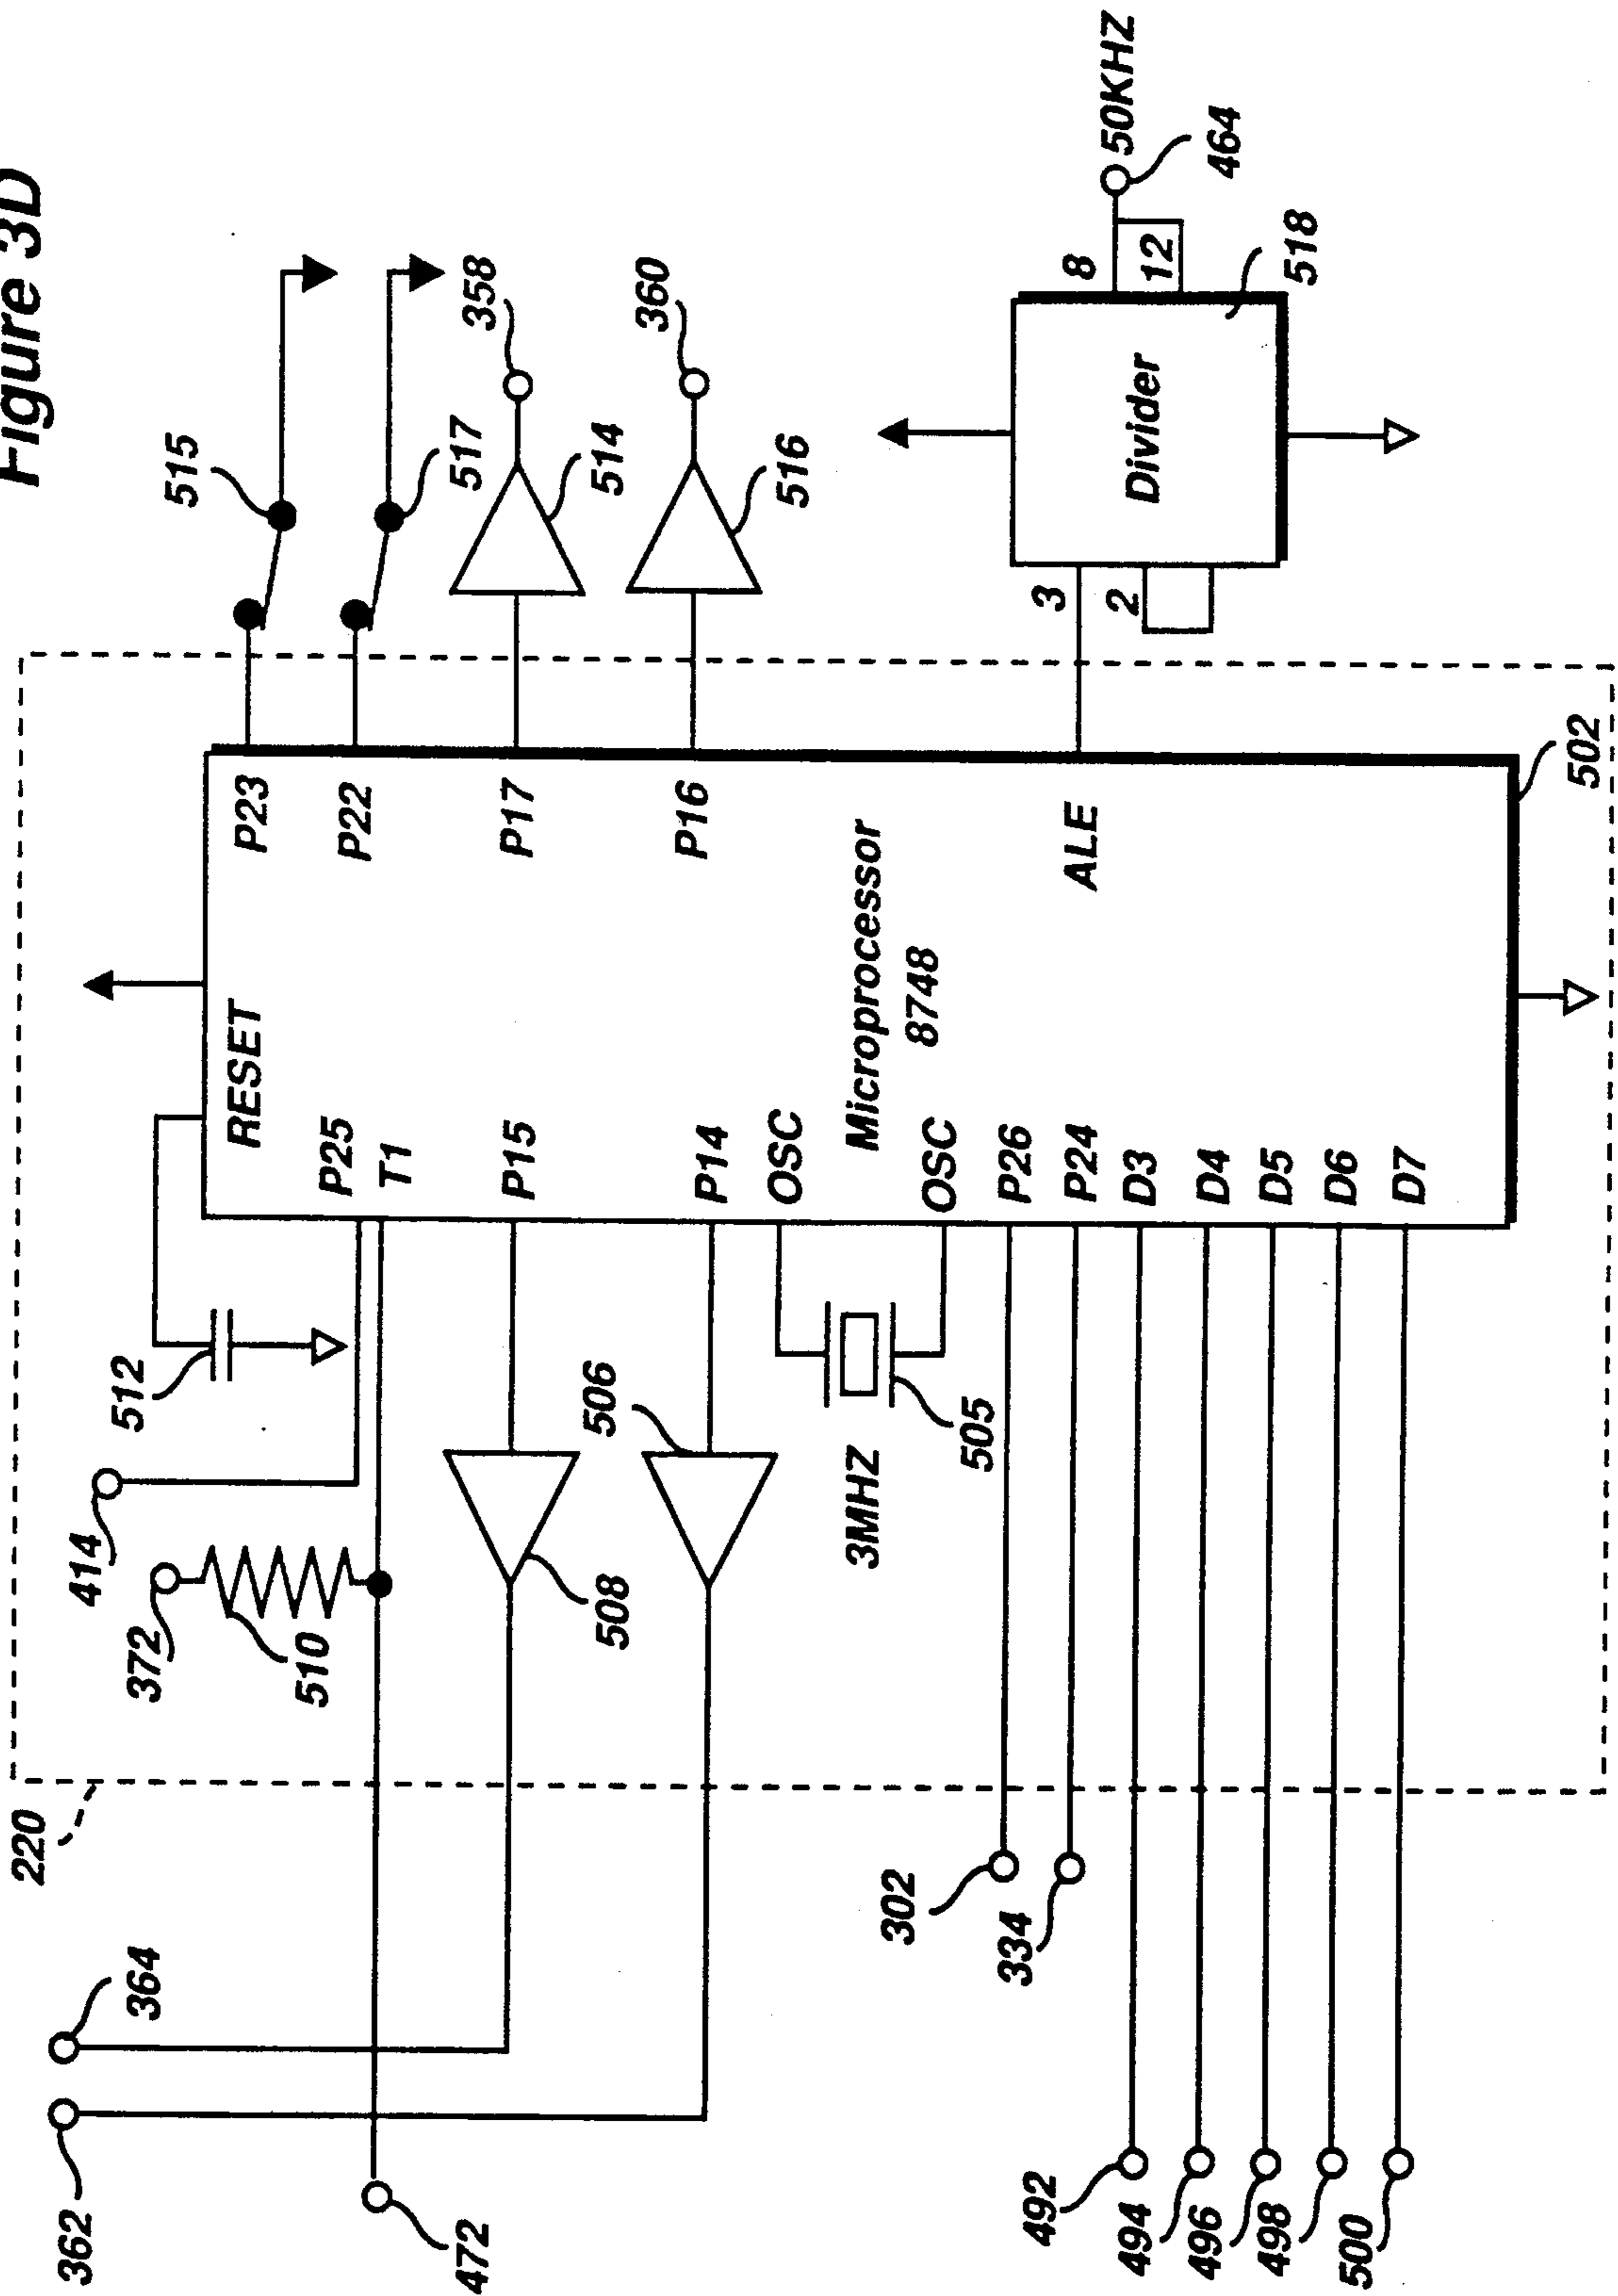 Figure 3D
220
362
364
472
414
372
510
512
508
506
RESET
P25
T1
P15
P14
OSC
OSC
P26
P24
D3
D4
D5
D6
D7
Microprocessor
8748
P23
P22
P17
P16
ALE
502
3MHZ
505
302
334
492
494
496
498
500
515
517
358
514
360
516
3
2
Divider
8
12
50KHZ
464
518